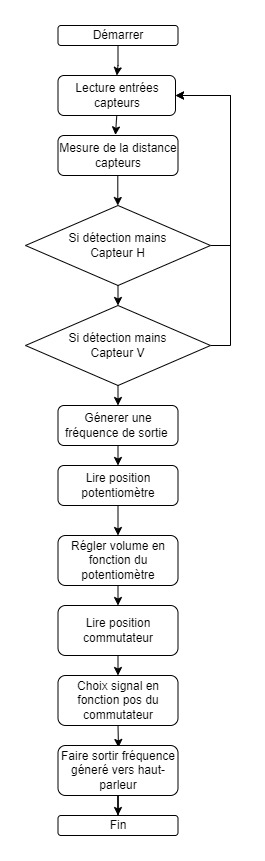 Démarrer
Lecture entrées
capteurs
Mesure de la distance
capteurs
Si détection mains
Capteur H
Si détection mains
Capteur V
Génerer une
fréquence de sortie
Lire position
potentiomètre
Régler volume en
fonction du
potentiomètre
Lire position
commutateur
Choix signal en
fonction pos du
commutateur
Faire sortir fréquence
géneré vers haut-
parleur
Fin